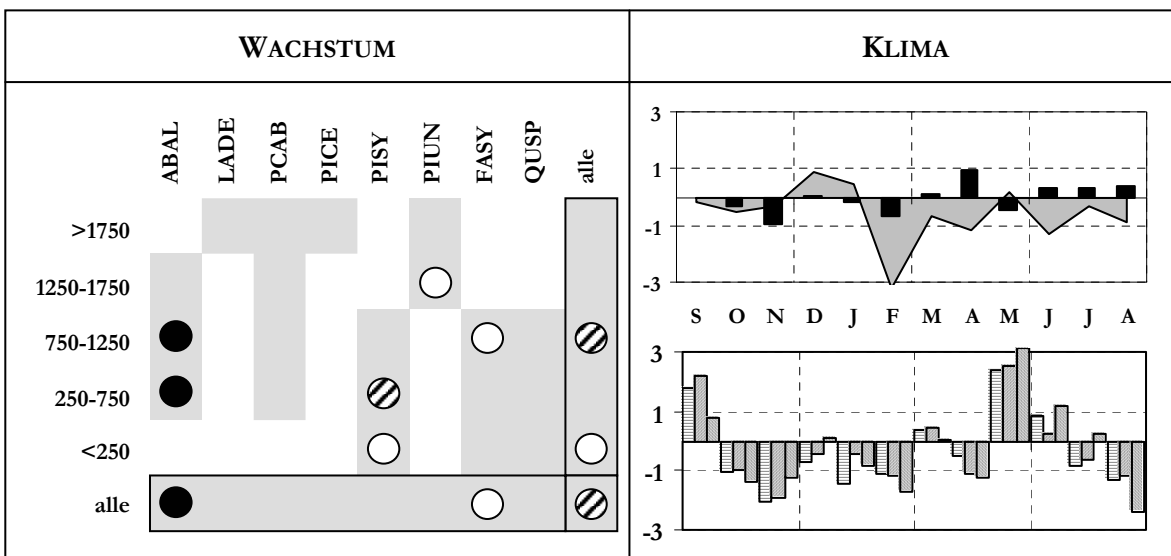 WACHSTUM
KLIMA
ABAL LADE PCAB PICE PISY PIUN FASY QUSP alle
>1750
1250-1750
750-1250
250-750
<250
alle
3
1
-1
-3
S O N D J F M A M J J A
3
1
-1
-3